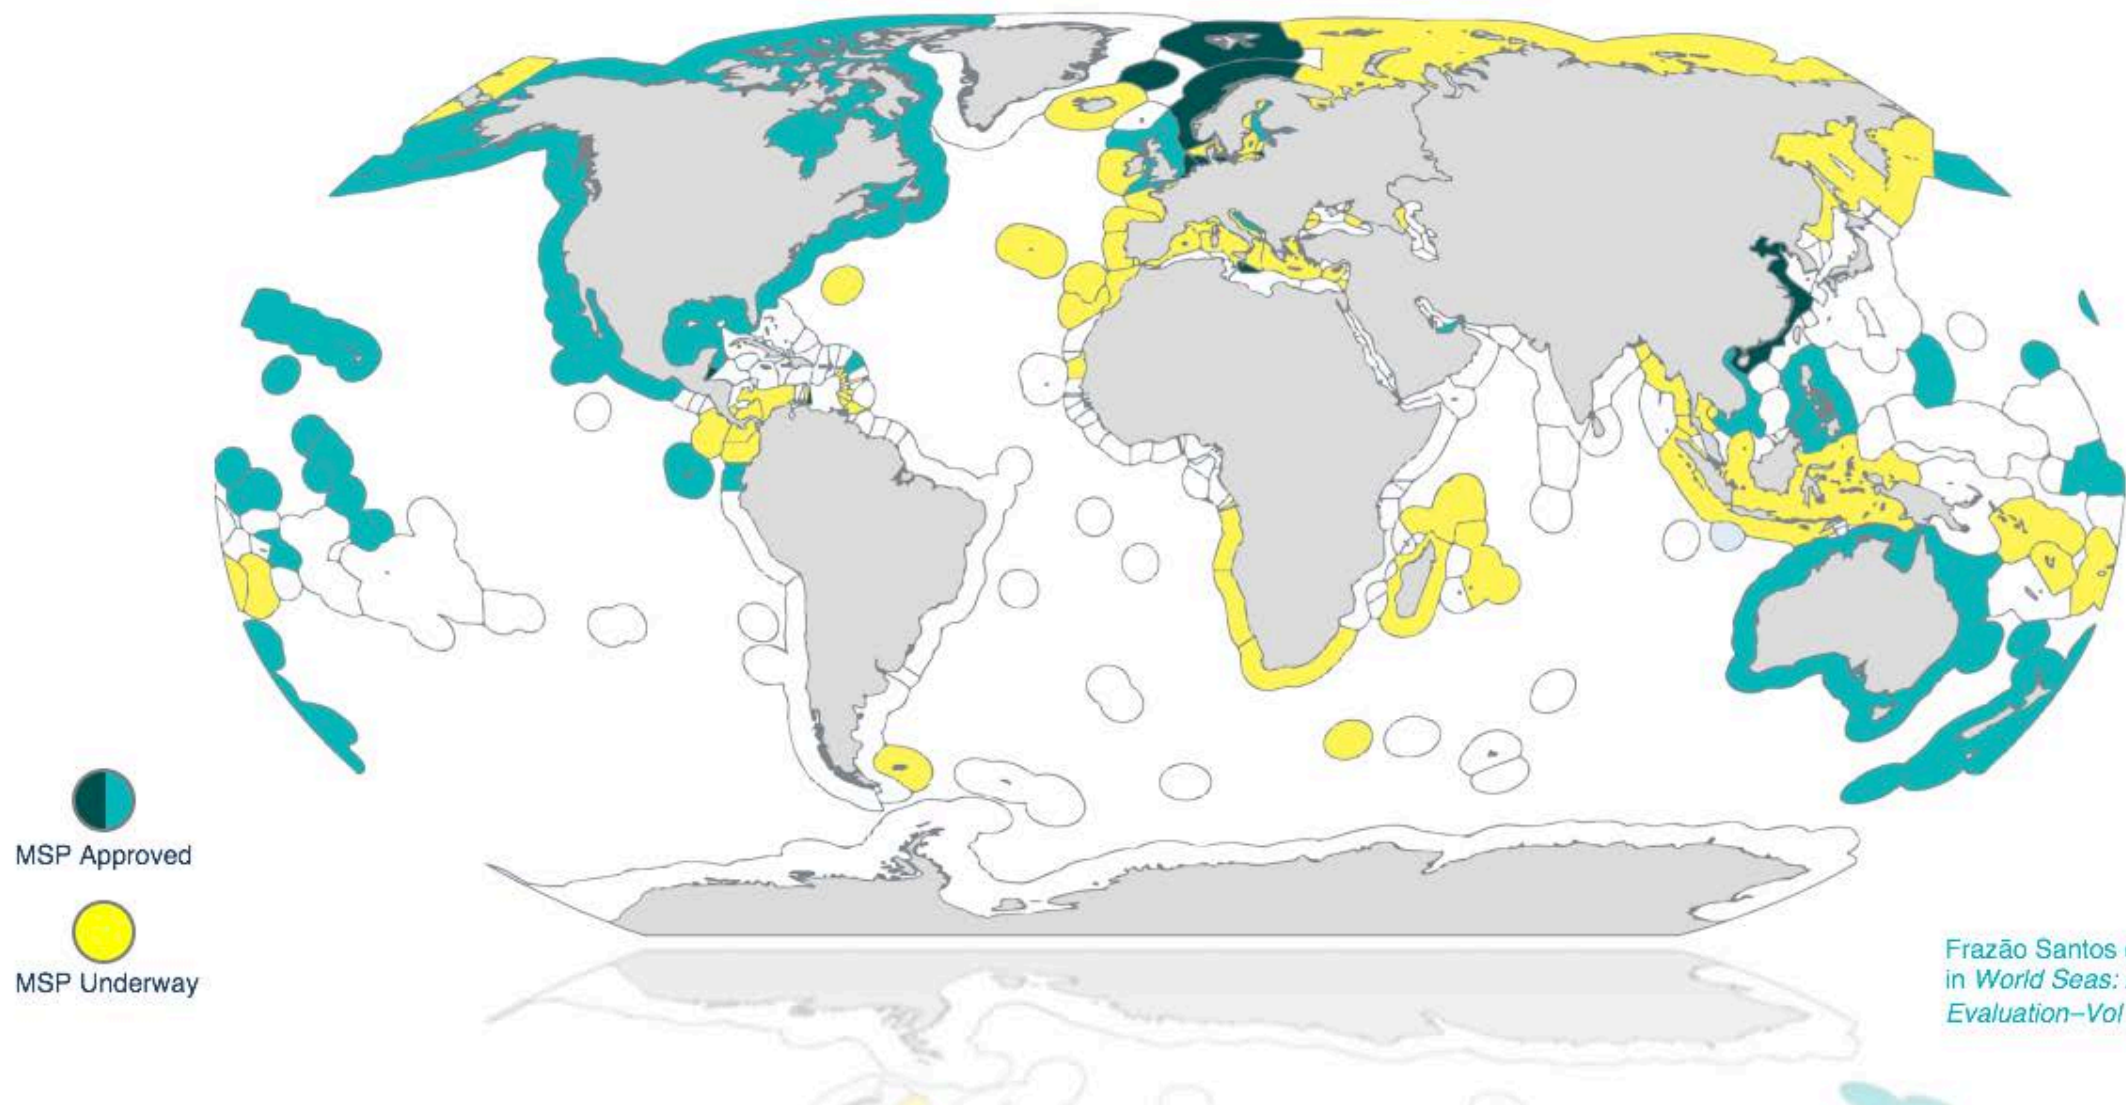 MSP Approved
MSP Underway
Frazão Santos
in World Seas:
Evaluation–Vol